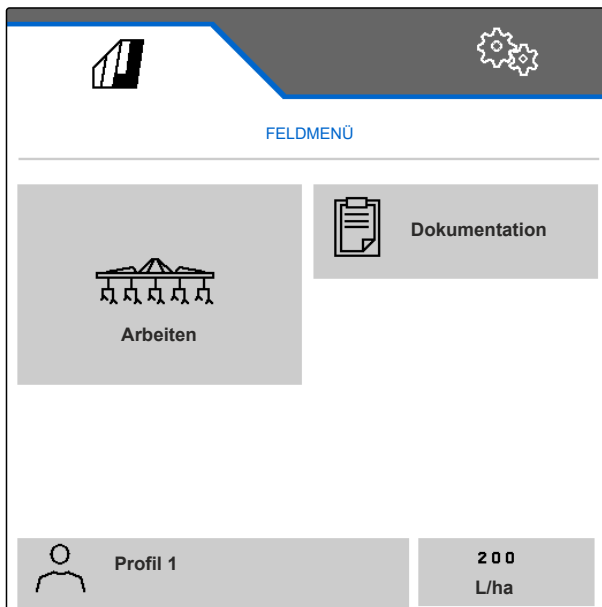 FELDMENÜ
Dokumentation
Arbeiten
Profil 1
200
L/ha